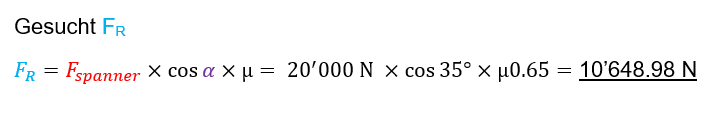 Gesucht FR
FR = Fspanner × cos α × μ = 20′000 N × cos 35° × μ0.65 = 10’648.98 N